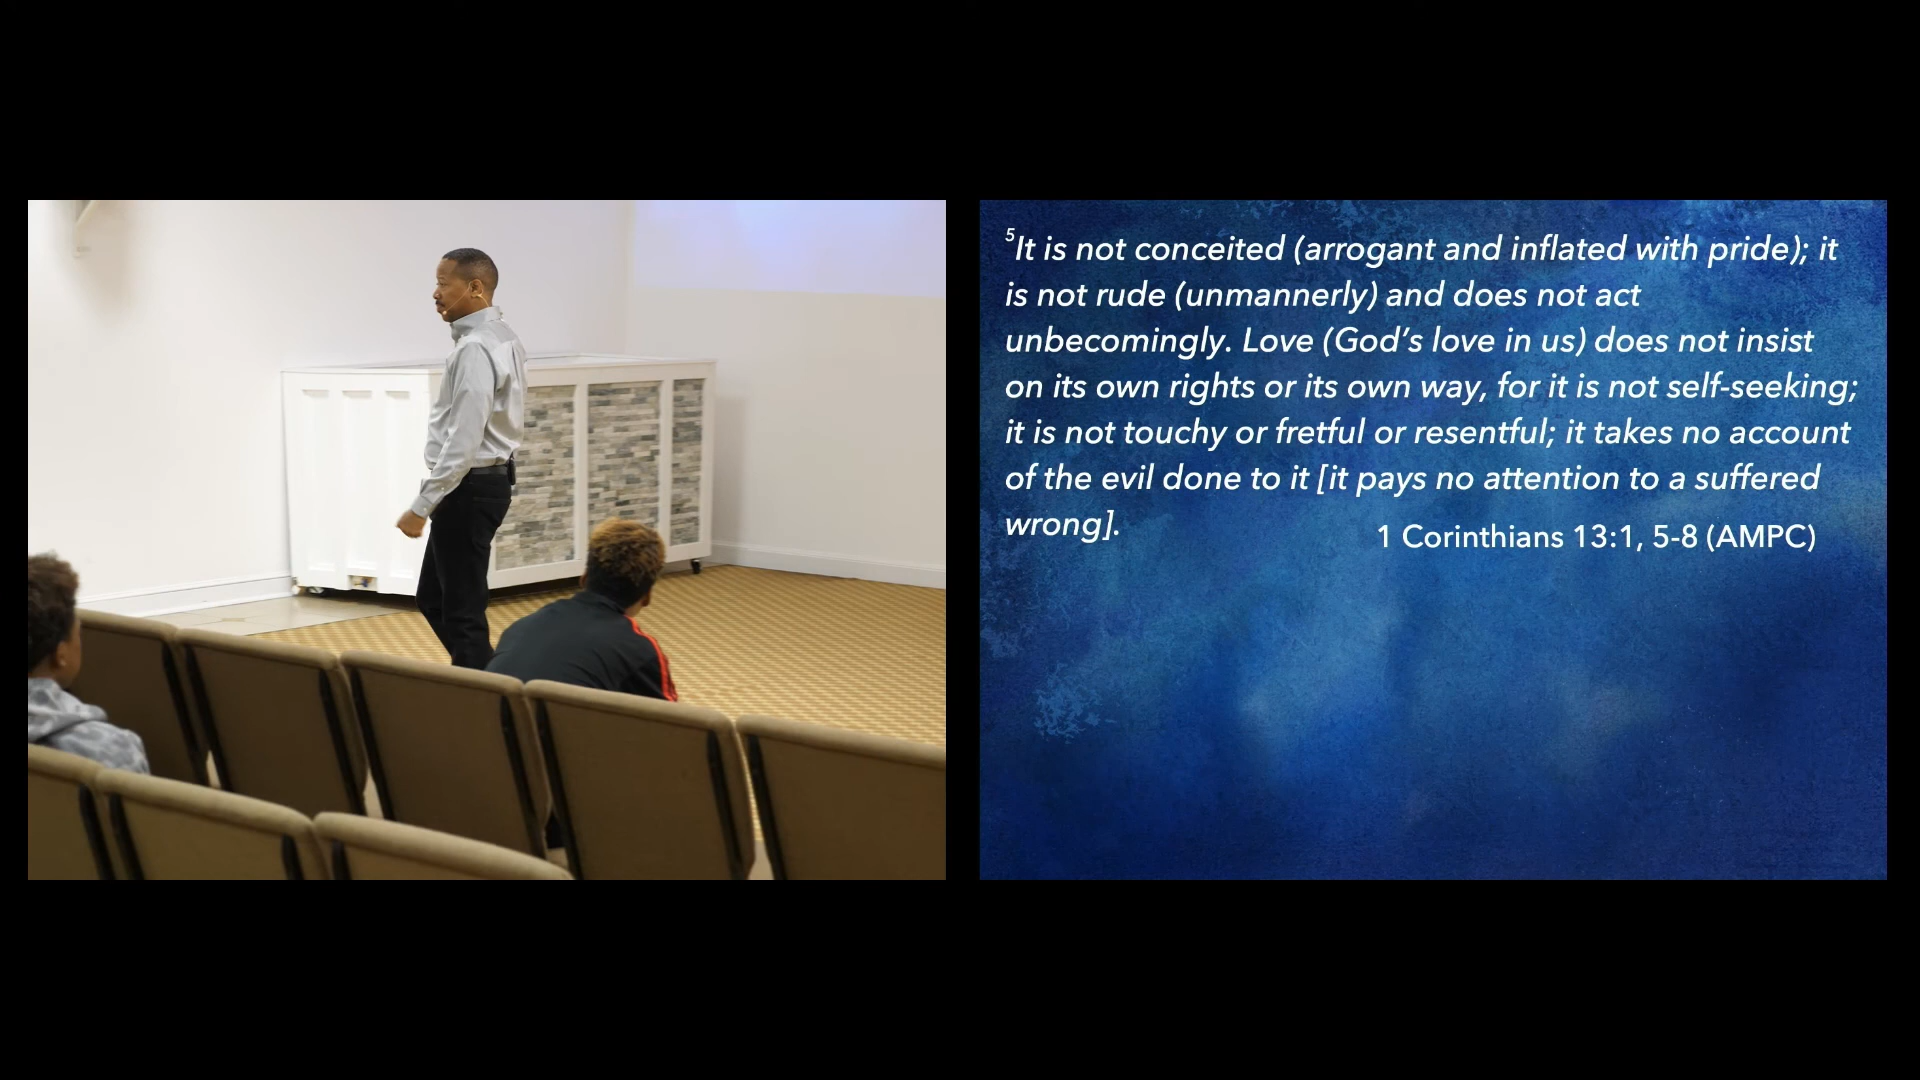 ⁵It is not conceited (arrogant and inflated with pride); it
is not rude (unmannerly) and does not act
unbecomingly. Love (God’s love in us) does not insist
on its own rights or its own way, for it is not self-seeking;
it is not touchy or fretful or resentful; it takes no account
of the evil done to it [it pays no attention to a suffered
wrong].
1 Corinthians 13:1, 5-8 (AMPC)